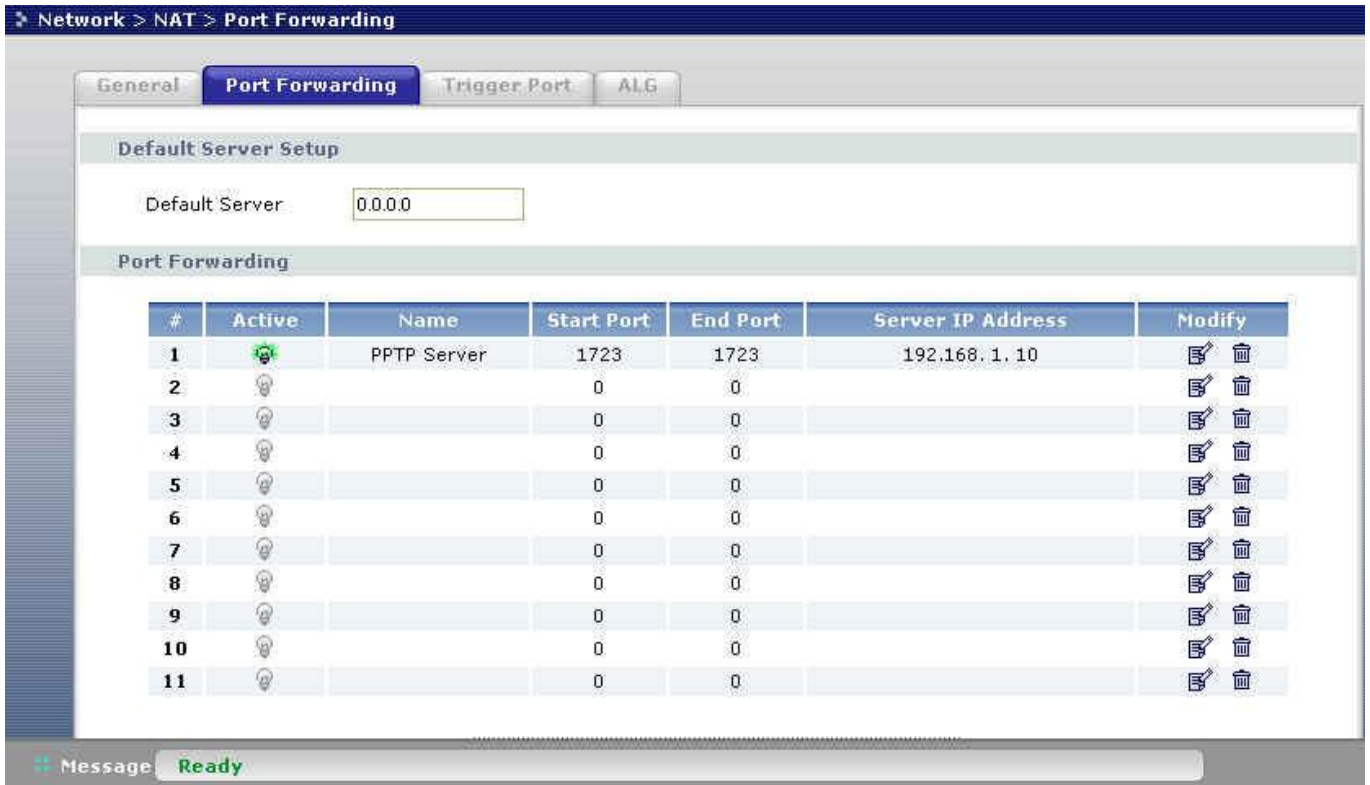 Network > NAT > Port Forwarding
General Port Forwarding Trigger Port ALG
Default Server Setup
Default Server 0.0.0.0
Port Forwarding
# Active Name Start Port End Port Server IP Address Modify
1 PPTP Server 1723 1723 192.168. 1. 10
2 0 0
3 0 0
4 0 0
5 0 0
6 0 0
7 0 0
8 0 0
9 0 0
10 0 0
11 0 0
Message Ready